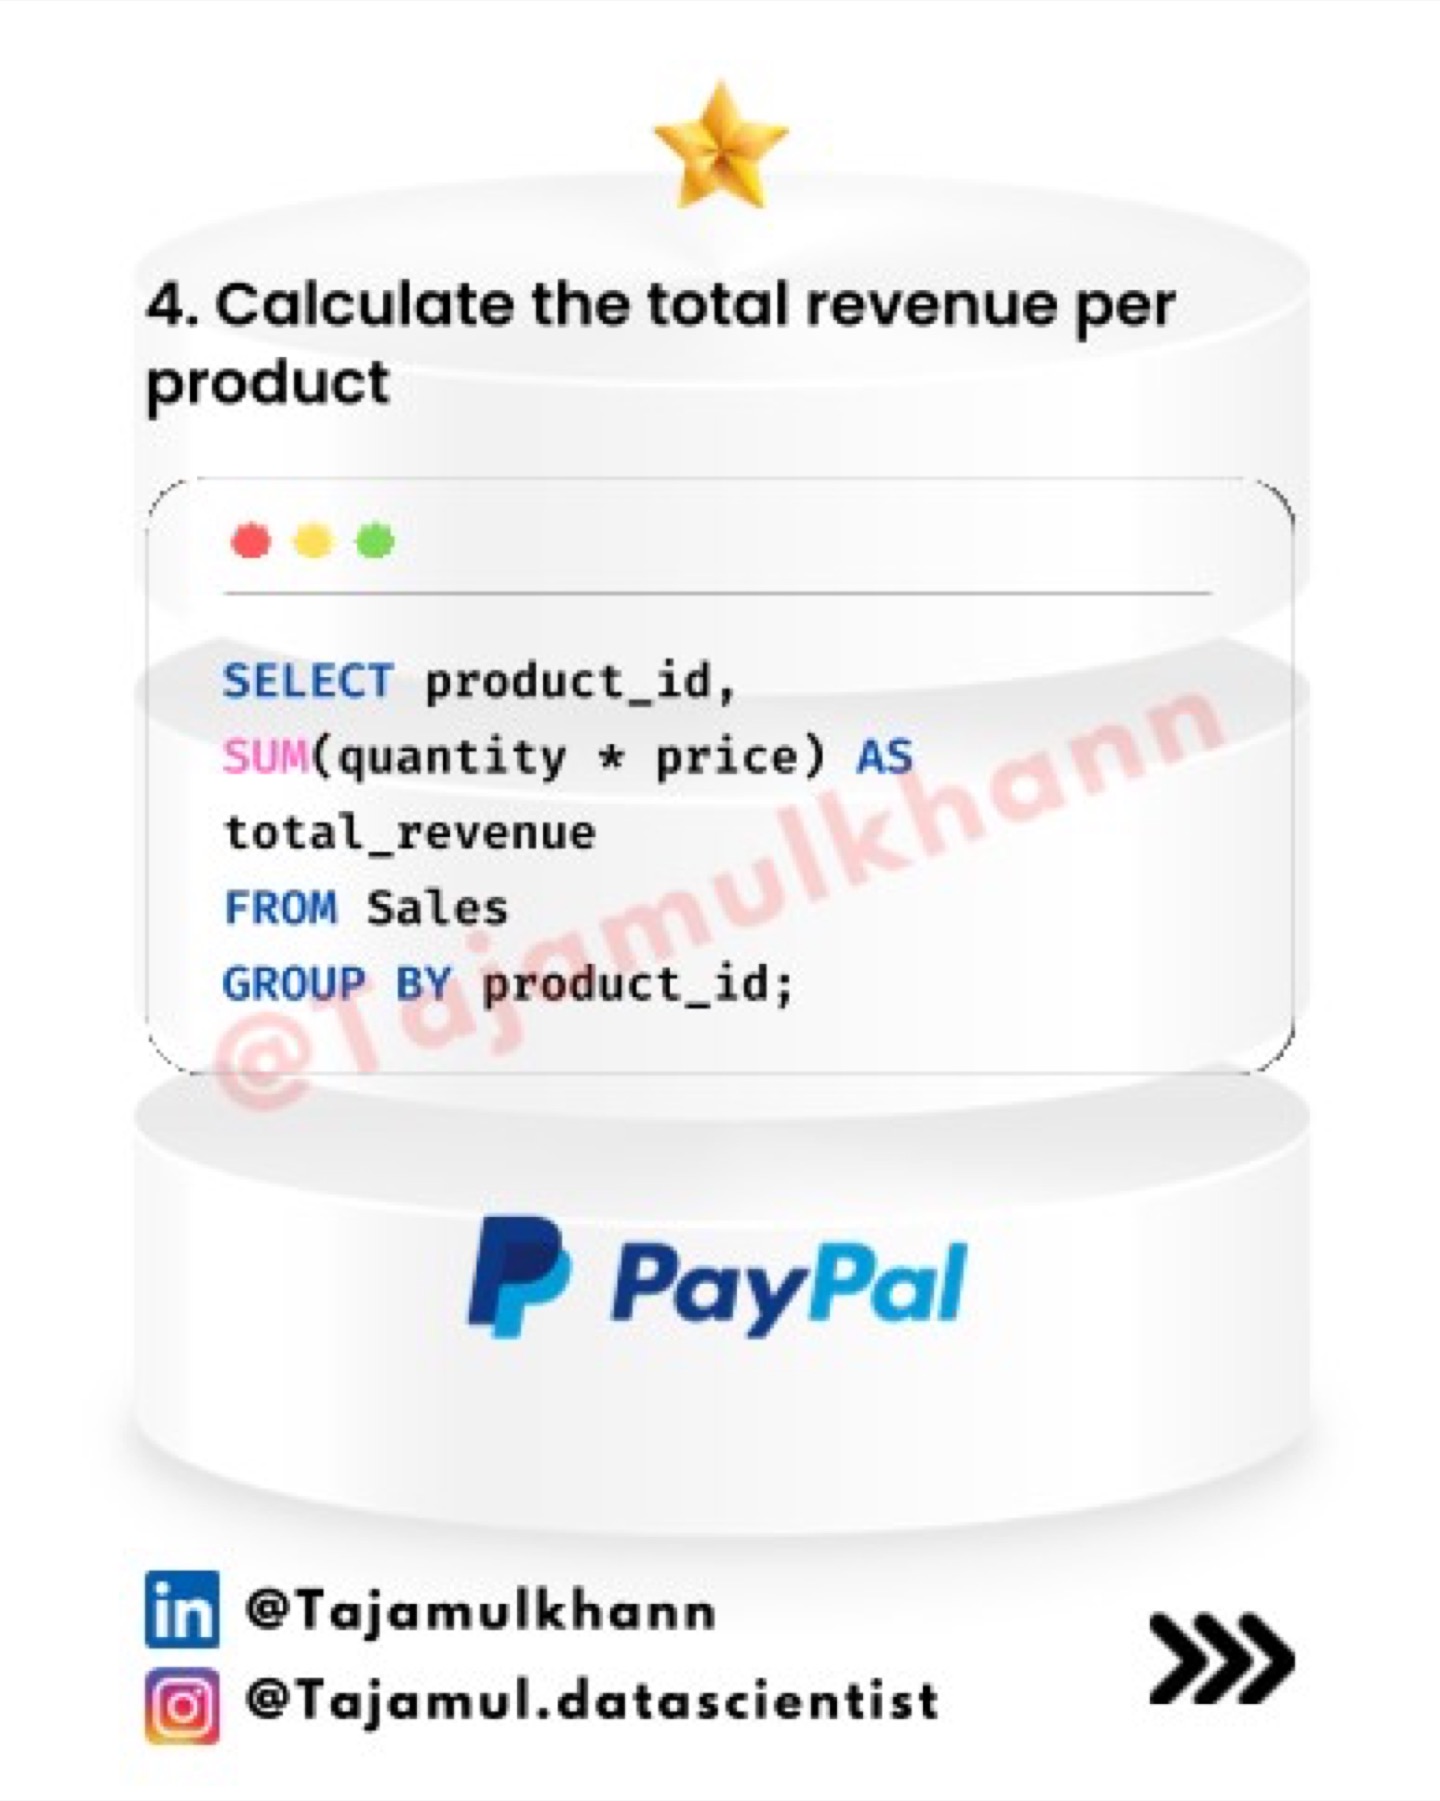 4. Calculate the total revenue per
product
SELECT product_id,
SUM(quantity * price) AS
total_revenue
FROM Sales
GROUP BY product_id;
@Tajamulkhann
PayPal
in @Tajamulkhann
@Tajamul.datascientist